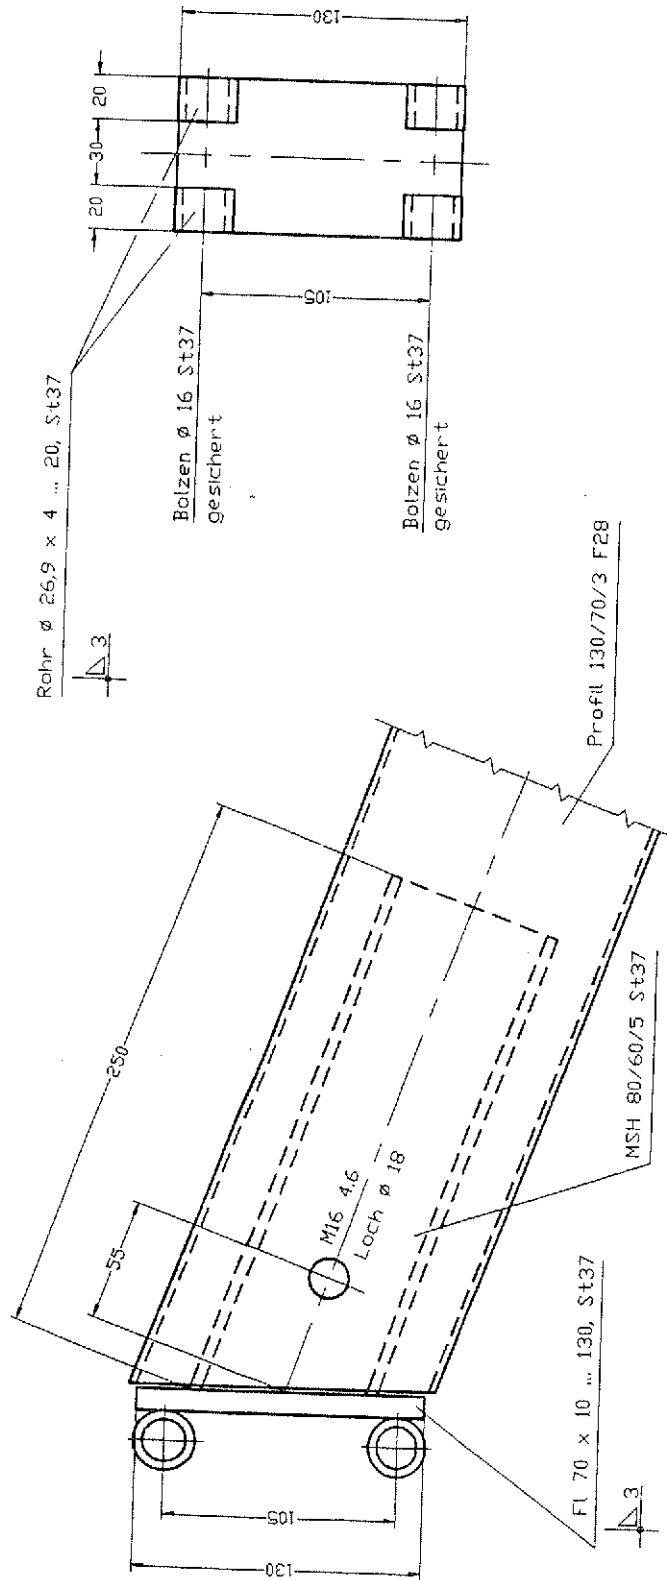 Rohr ø 26,9 x 4 ... 20, St37
3
20
30
20
130
105
Bolzen ø 16 St37
gesichert
Bolzen ø 16 St37
gesichert
250
55
M16 4.6
Loch ø 18
105
130
Fl 70 x 10 ... 130, St37
3
MSH 80/60/5 St37
Profil 130/70/3 F28